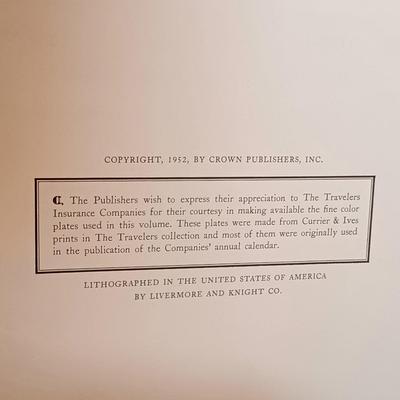 COPYRIGHT, 1952, BY CROWN PUBLISHERS, INC.
ℂ, The Publishers wish to express their appreciation to The Travelers
Insurance Companies for their courtesy in making available the fine color
plates used in this volume. These plates were made from Currier & Ives
prints in The Travelers collection and most of them were originally used
in the publication of the Companies' annual calendar.
LITHOGRAPHED IN THE UNITED STATES OF AMERICA
BY LIVERMORE AND KNIGHT CO.